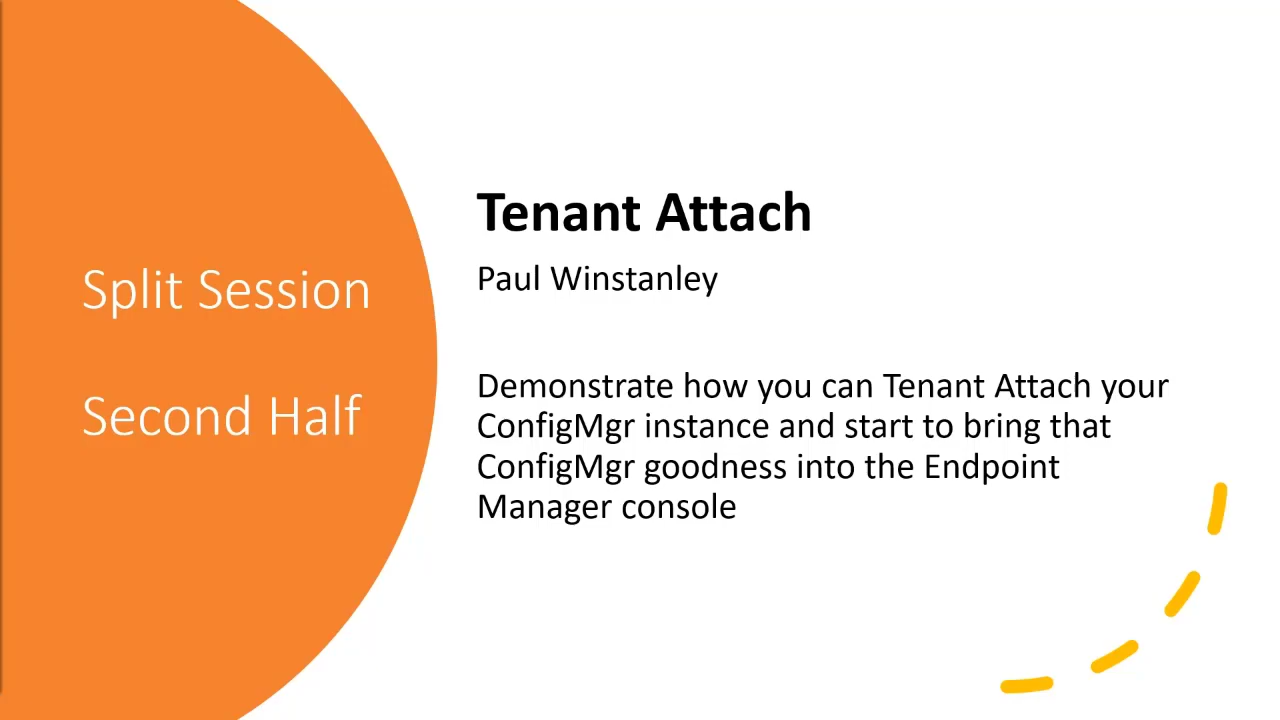 Split Session
Second Half
Tenant Attach
Paul Winstanley
Demonstrate how you can Tenant Attach your
ConfigMgr instance and start to bring that
ConfigMgr goodness into the Endpoint
Manager console